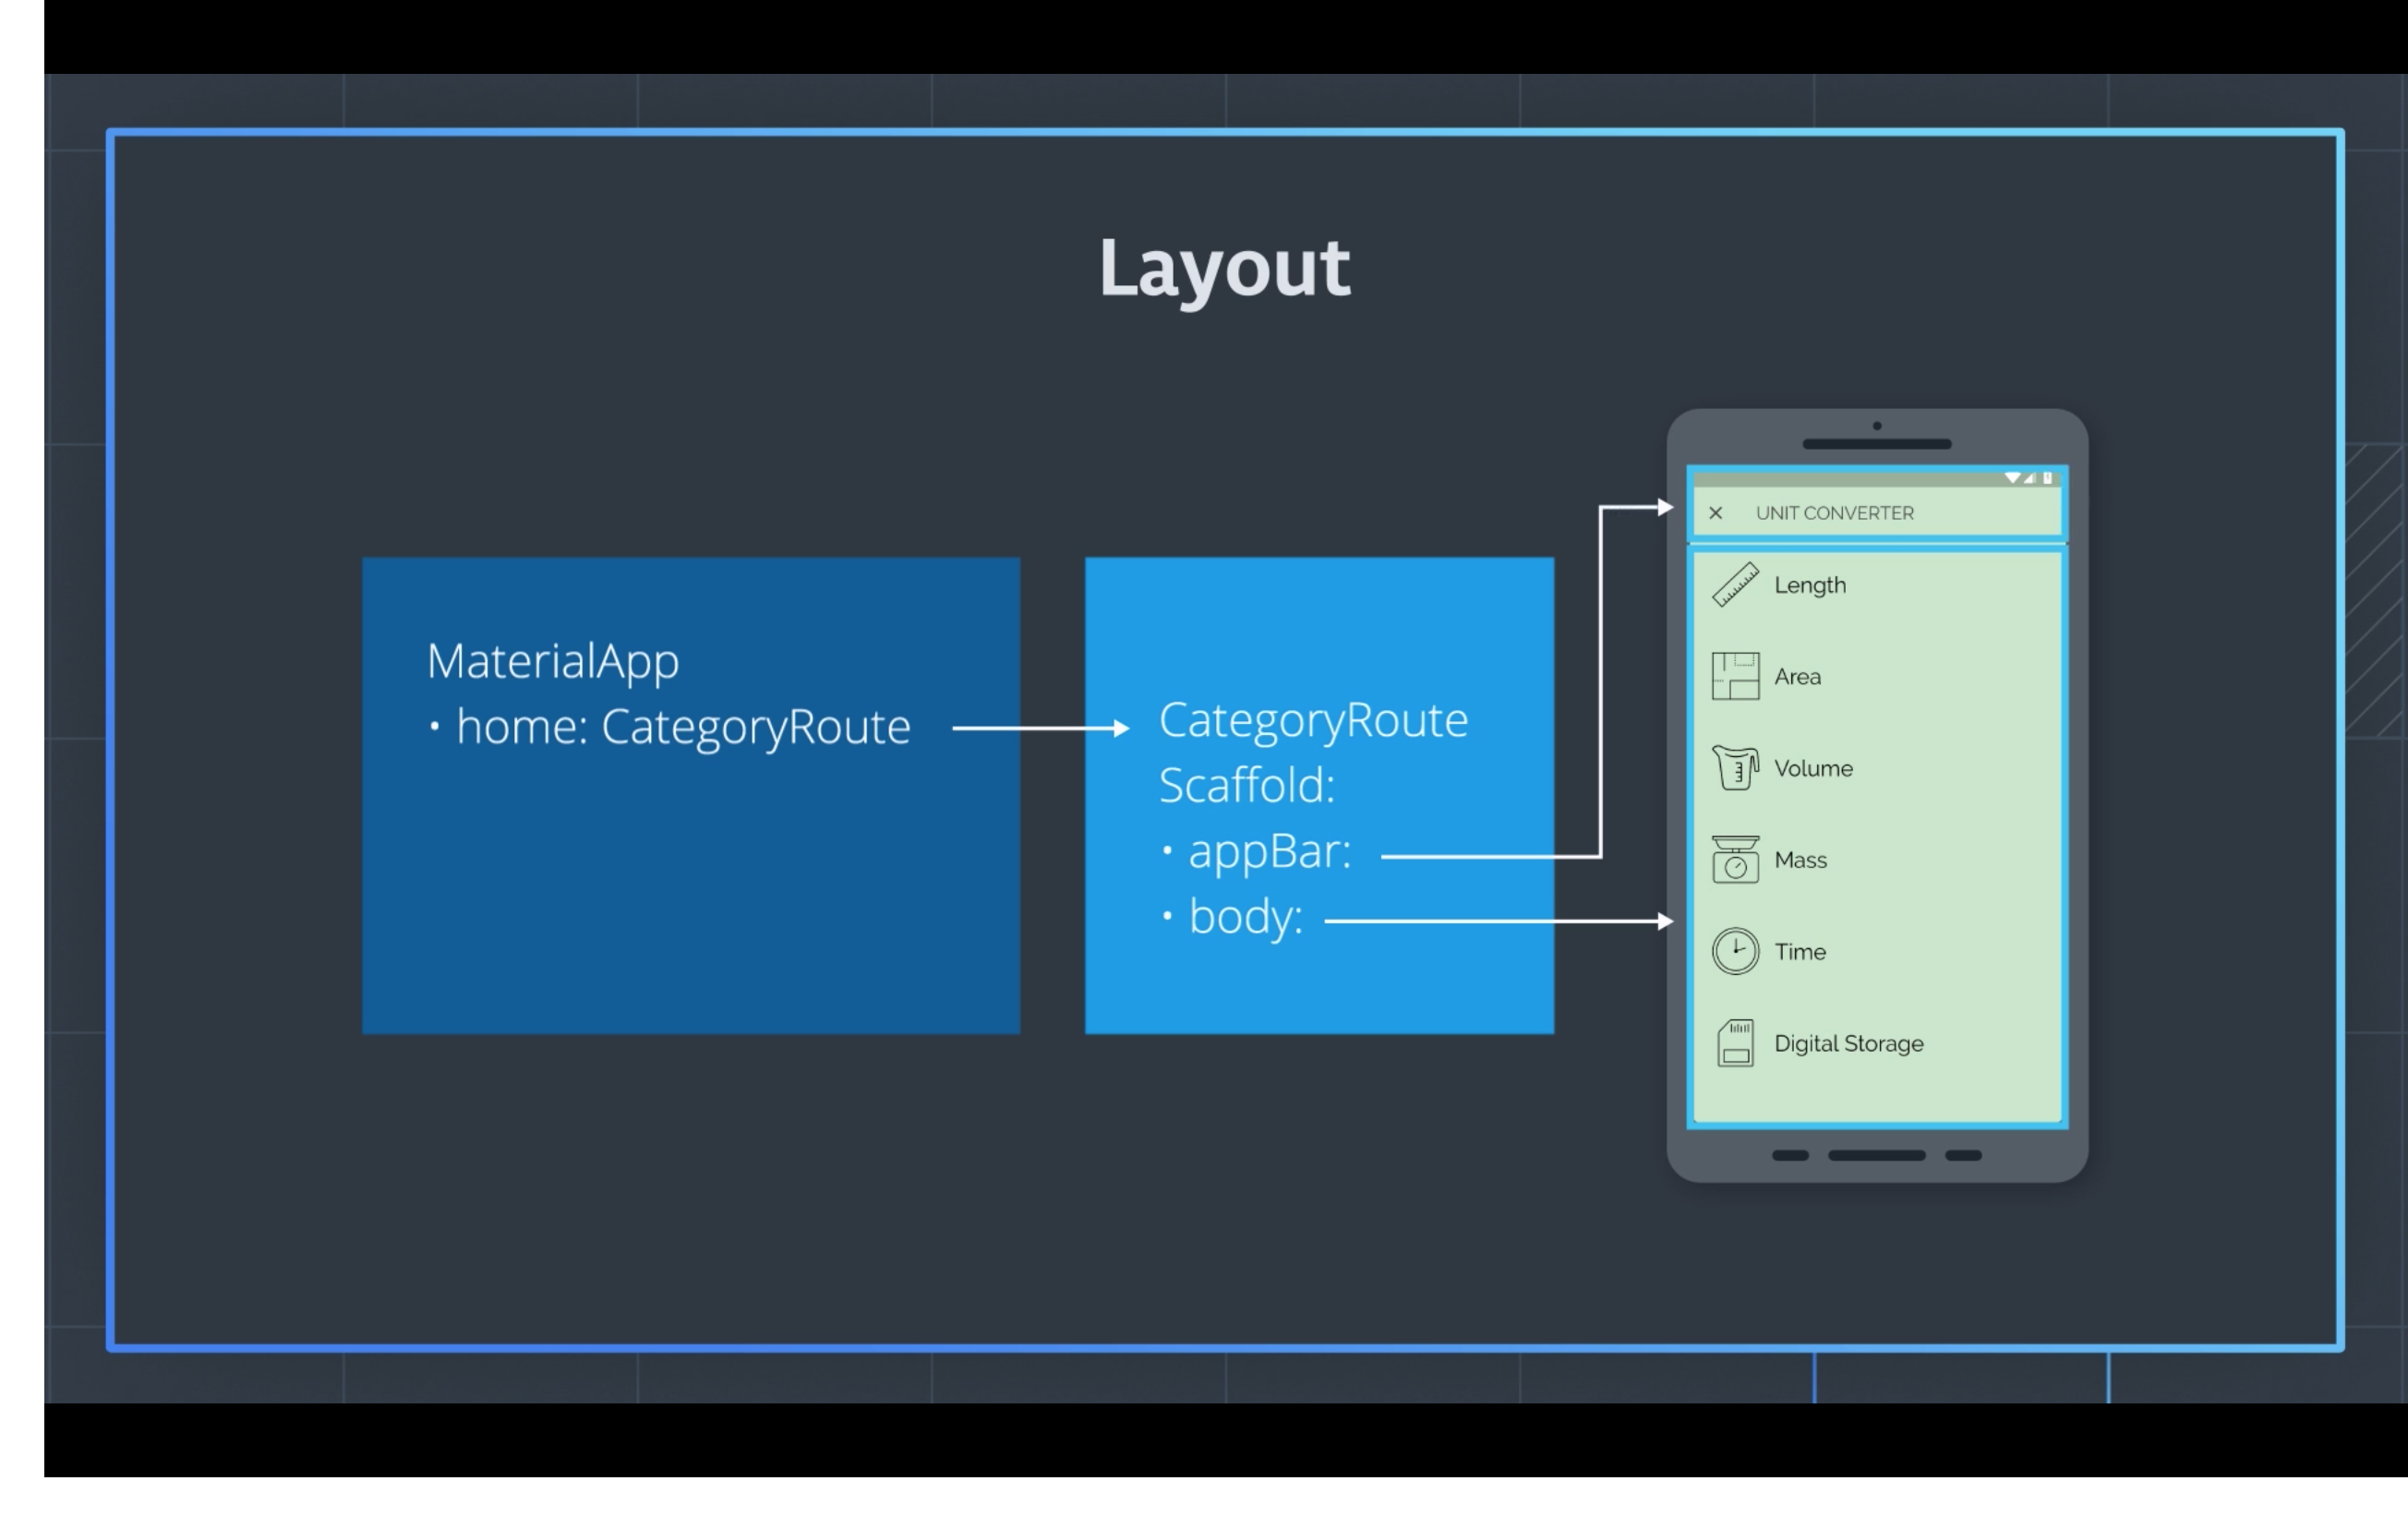 Layout
MaterialApp
• home: CategoryRoute
CategoryRoute
Scaffold:
• appBar:
• body:
UNIT CONVERTER
Length
Area
Volume
Mass
Time
Digital Storage